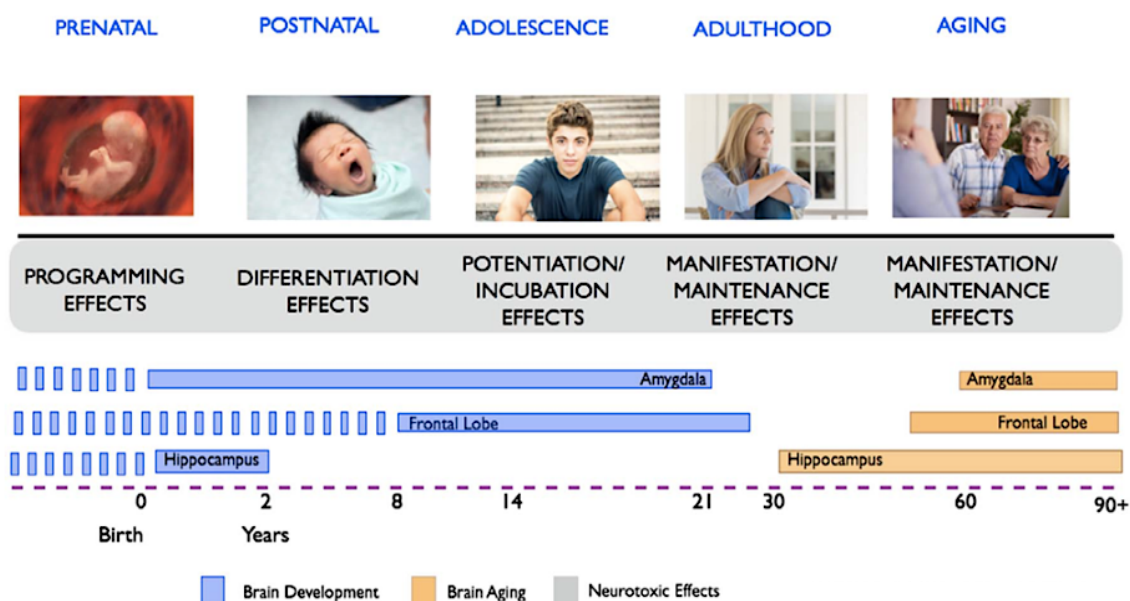 PRENATAL
POSTNATAL
ADOLESCENCE
ADULTHOOD
AGING
PROGRAMMING
EFFECTS
DIFFERENTIATION
EFFECTS
POTENTIATION/
INCUBATION
EFFECTS
MANIFESTATION/
MAINTENANCE
EFFECTS
MANIFESTATION/
MAINTENANCE
EFFECTS
Amygdala
Amygdala
Frontal Lobe
Frontal Lobe
Hippocampus
Hippocampus
0
2
8
14
21
30
60
90+
Birth
Years
Brain Development
Brain Aging
Neurotoxic Effects